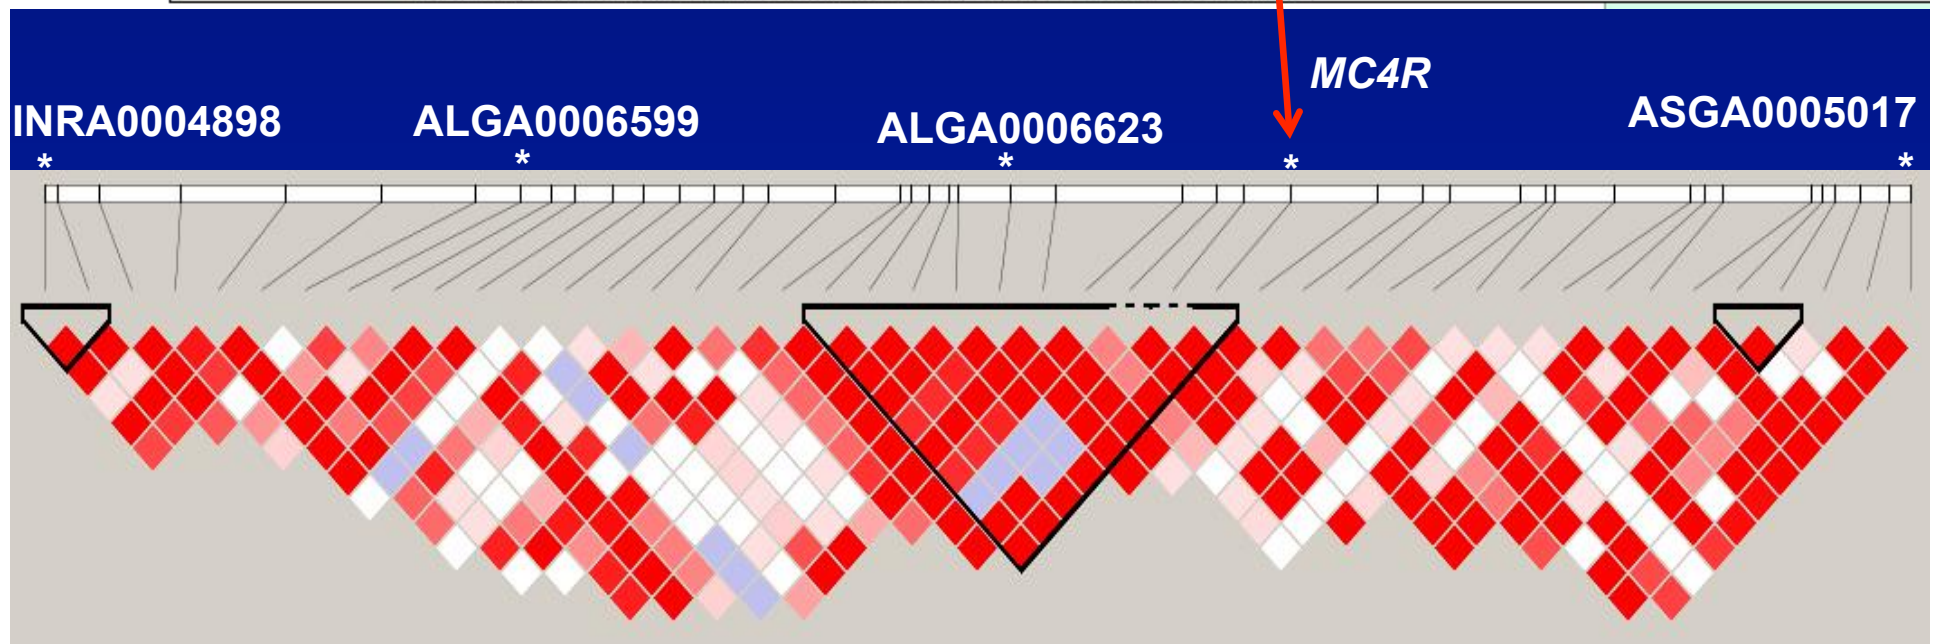 MC4R
INRA0004898 ALGA0006599 ALGA0006623 ASGA0005017
* * * * *